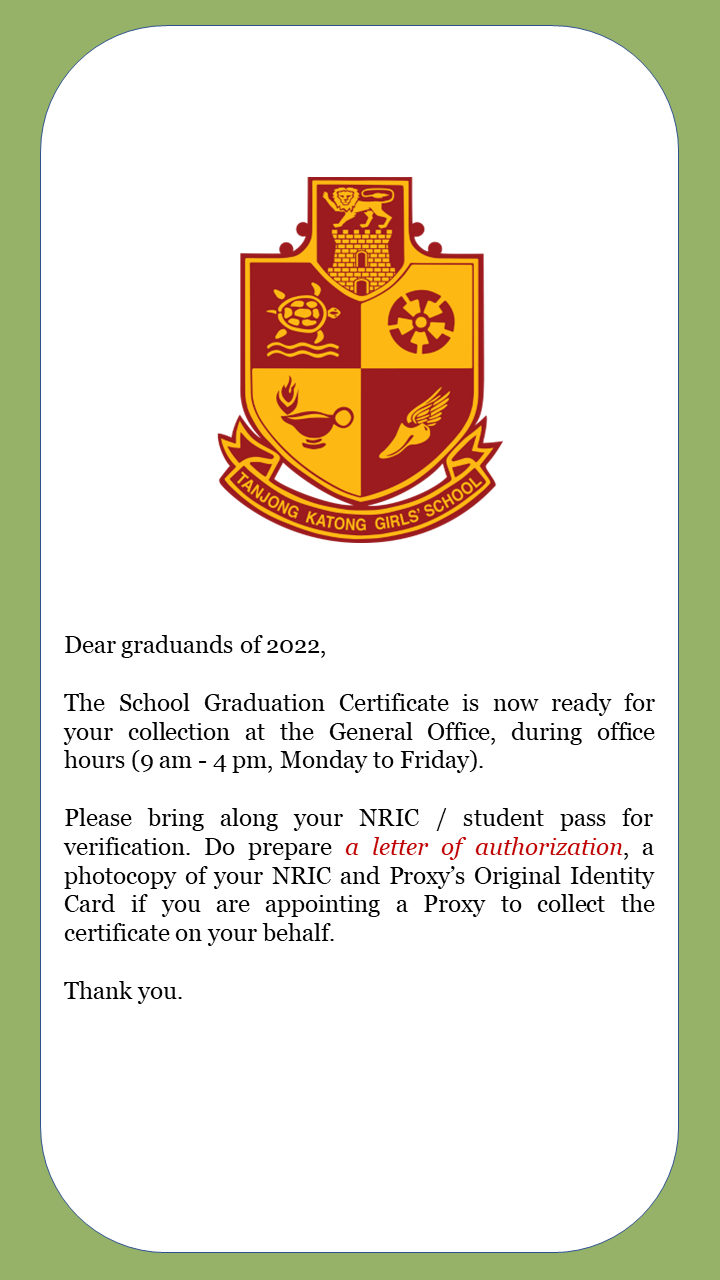 TANJONG KATONG GIRLS' SCHOOL
Dear graduands of 2022,
The School Graduation Certificate is now ready for
your collection at the General Office, during office
hours (9 am - 4 pm, Monday to Friday).
Please bring along your NRIC / student pass for
verification. Do prepare a letter of authorization, a
photocopy of your NRIC and Proxy’s Original Identity
Card if you are appointing a Proxy to collect the
certificate on your behalf.
Thank you.